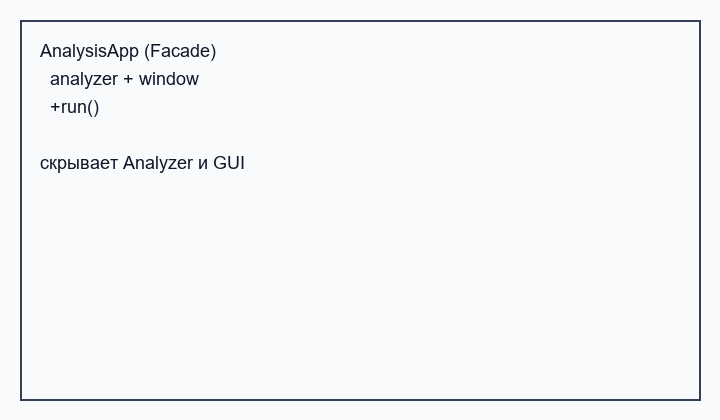 AnalysisApp (Facade)
analyzer + window
+run()
скрывает Analyzer и GUI